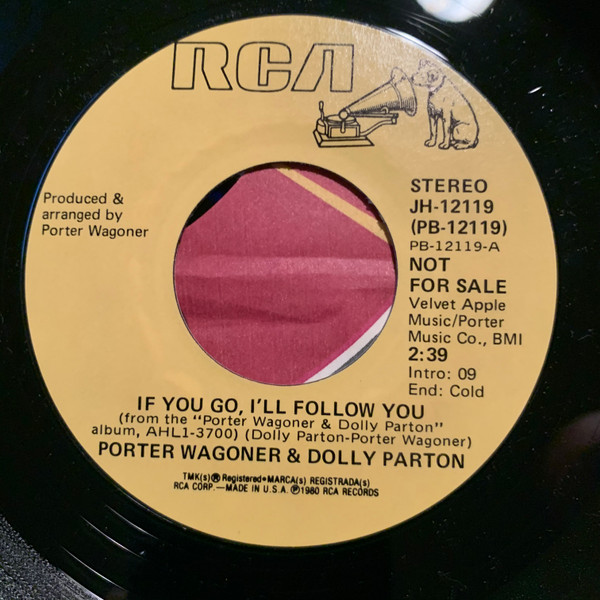 RCA
Produced &
arranged by
Porter Wagoner
STEREO
JH-12119
(PB-12119)
PB-12119-A
NOT
FOR SALE
Velvet Apple
Music/Porter
Music Co., BMI
2:39
Intro: 09
End: Cold
IF YOU GO, I'LL FOLLOW YOU
(from the "Porter Wagoner & Dolly Parton"
album, AHL1-3700) (Dolly Parton-Porter Wagoner)
PORTER WAGONER & DOLLY PARTON
TMK(s) ® Registered • MARCA(s) REGISTRADA(s)
RCA CORP.—MADE IN U.S.A. ℗1980 RCA RECORDS